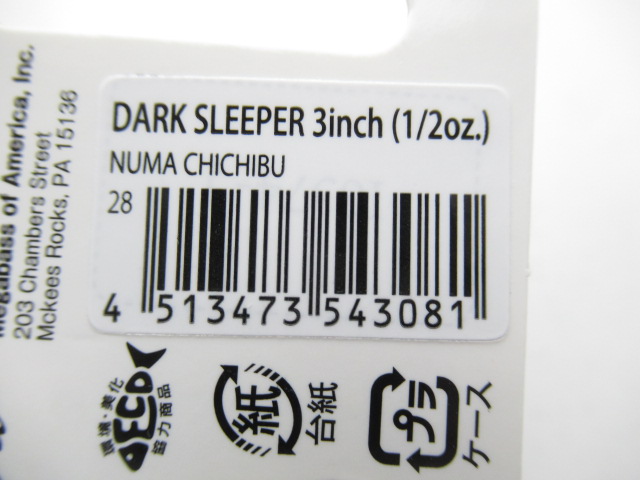 Megabass of America, Inc.
203 Chambers Street
Mckees Rocks, PA 15136
DARK SLEEPER 3inch (1/2oz.)
NUMA CHICHIBU
28
4 513473 543081
環境・美化
ECO
協力商品
紙
台紙
プラ
ケース